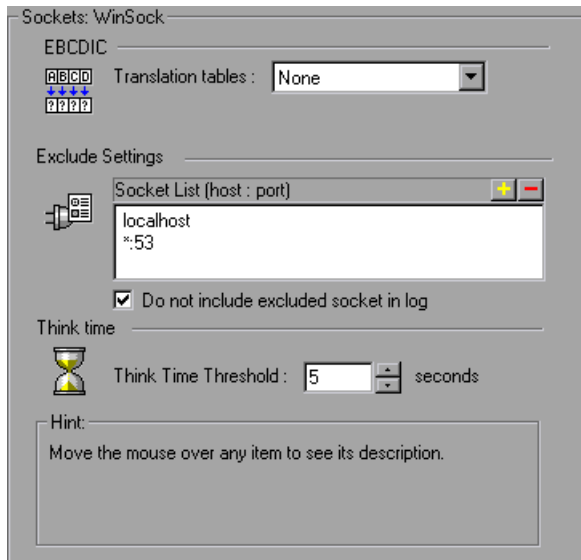 Sockets: WinSock
EBCDIC
ABCD
????
Translation tables : None
Exclude Settings
Socket List (host : port)
localhost
*:53
Do not include excluded socket in log
Think time
Think Time Threshold : 5 seconds
Hint:
Move the mouse over any item to see its description.